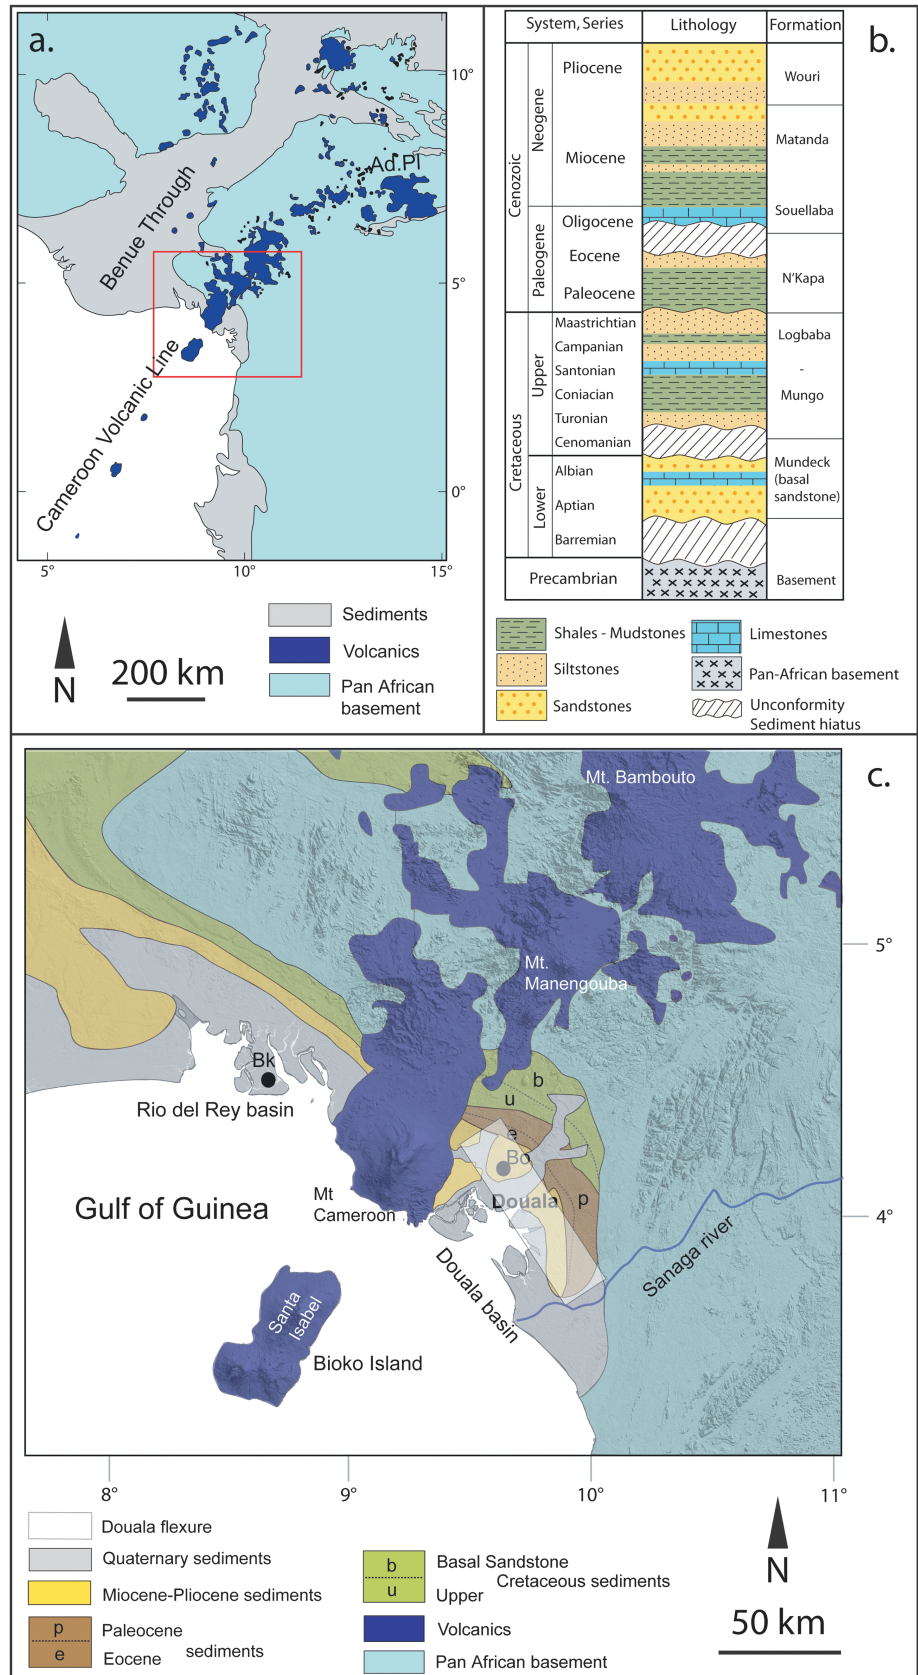 a.
10°
Ad.Pl
Benue Through
5°
Cameroon Volcanic Line
0°
5°
10°
15°
N
200 km
Sediments
Volcanics
Pan African
basement
b.
System, Series
Lithology
Formation
Cenozoic
Neogene
Pliocene
Wouri
Matanda
Miocene
Souellaba
Paleogene
Oligocene
Eocene
N'Kapa
Paleocene
Cretaceous
Upper
Maastrichtian
Logbaba
Campanian
Santonian
-
Coniacian
Mungo
Turonian
Cenomanian
Lower
Albian
Mundeck
(basal
sandstone)
Aptian
Barremian
Precambrian
Basement
Shales - Mudstones
Limestones
Siltstones
Pan-African basement
Sandstones
Unconformity
Sediment hiatus
c.
Mt. Bambouto
5°
Mt.
Manengouba
Bk
Rio del Rey basin
b
u
e
Bo
L
Douala
p
Mt
Cameroon
Gulf of Guinea
4°
Sanaga river
Douala basin
Santa
Isabel
Bioko Island
8°
9°
10°
11°
Douala flexure
Quaternary sediments
Miocene-Pliocene sediments
p
Paleocene
e
Eocene
sediments
b
Basal Sandstone
u
Upper
Cretaceous sediments
Volcanics
Pan African basement
N
50 km